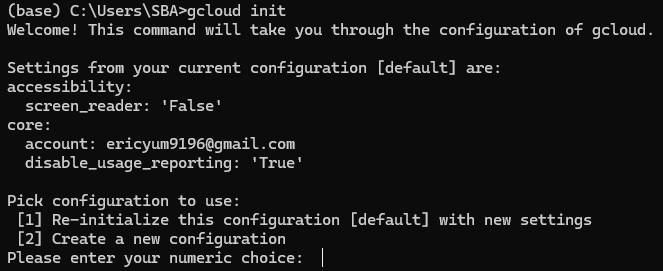 (base) C:\Users\SBA>gcloud init
Welcome! This command will take you through the configuration of gcloud.
Settings from your current configuration [default] are:
accessibility:
  screen_reader: 'False'
core:
  account: ericyum9196@gmail.com
  disable_usage_reporting: 'True'
Pick configuration to use:
 [1] Re-initialize this configuration [default] with new settings
 [2] Create a new configuration
Please enter your numeric choice: